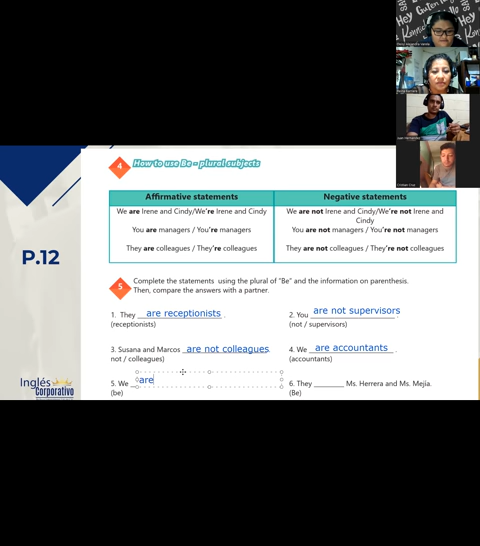 4 How to use Be - plural subjects
Affirmative statements Negative statements
We are Irene and Cindy/We're Irene and Cindy
We are not Irene and Cindy/We're not Irene and Cindy
You are managers / You're managers
You are not managers / You're not managers
They are colleagues / They're colleagues
They are not colleagues / They're not colleagues
P.12
5 Complete the statements using the plural of "Be" and the information on parenthesis.
Then, compare the answers with a partner.
1. They are receptionists .
(receptionists)
2. You are not supervisors .
(not / supervisors)
3. Susana and Marcos are not colleagues.
not / colleagues)
4. We are accountants .
(accountants)
5. We are
(be)
6. They ________ Ms. Herrera and Ms. Mejía.
(Be)
Inglés
Corporativo
Hey Guten
Hey